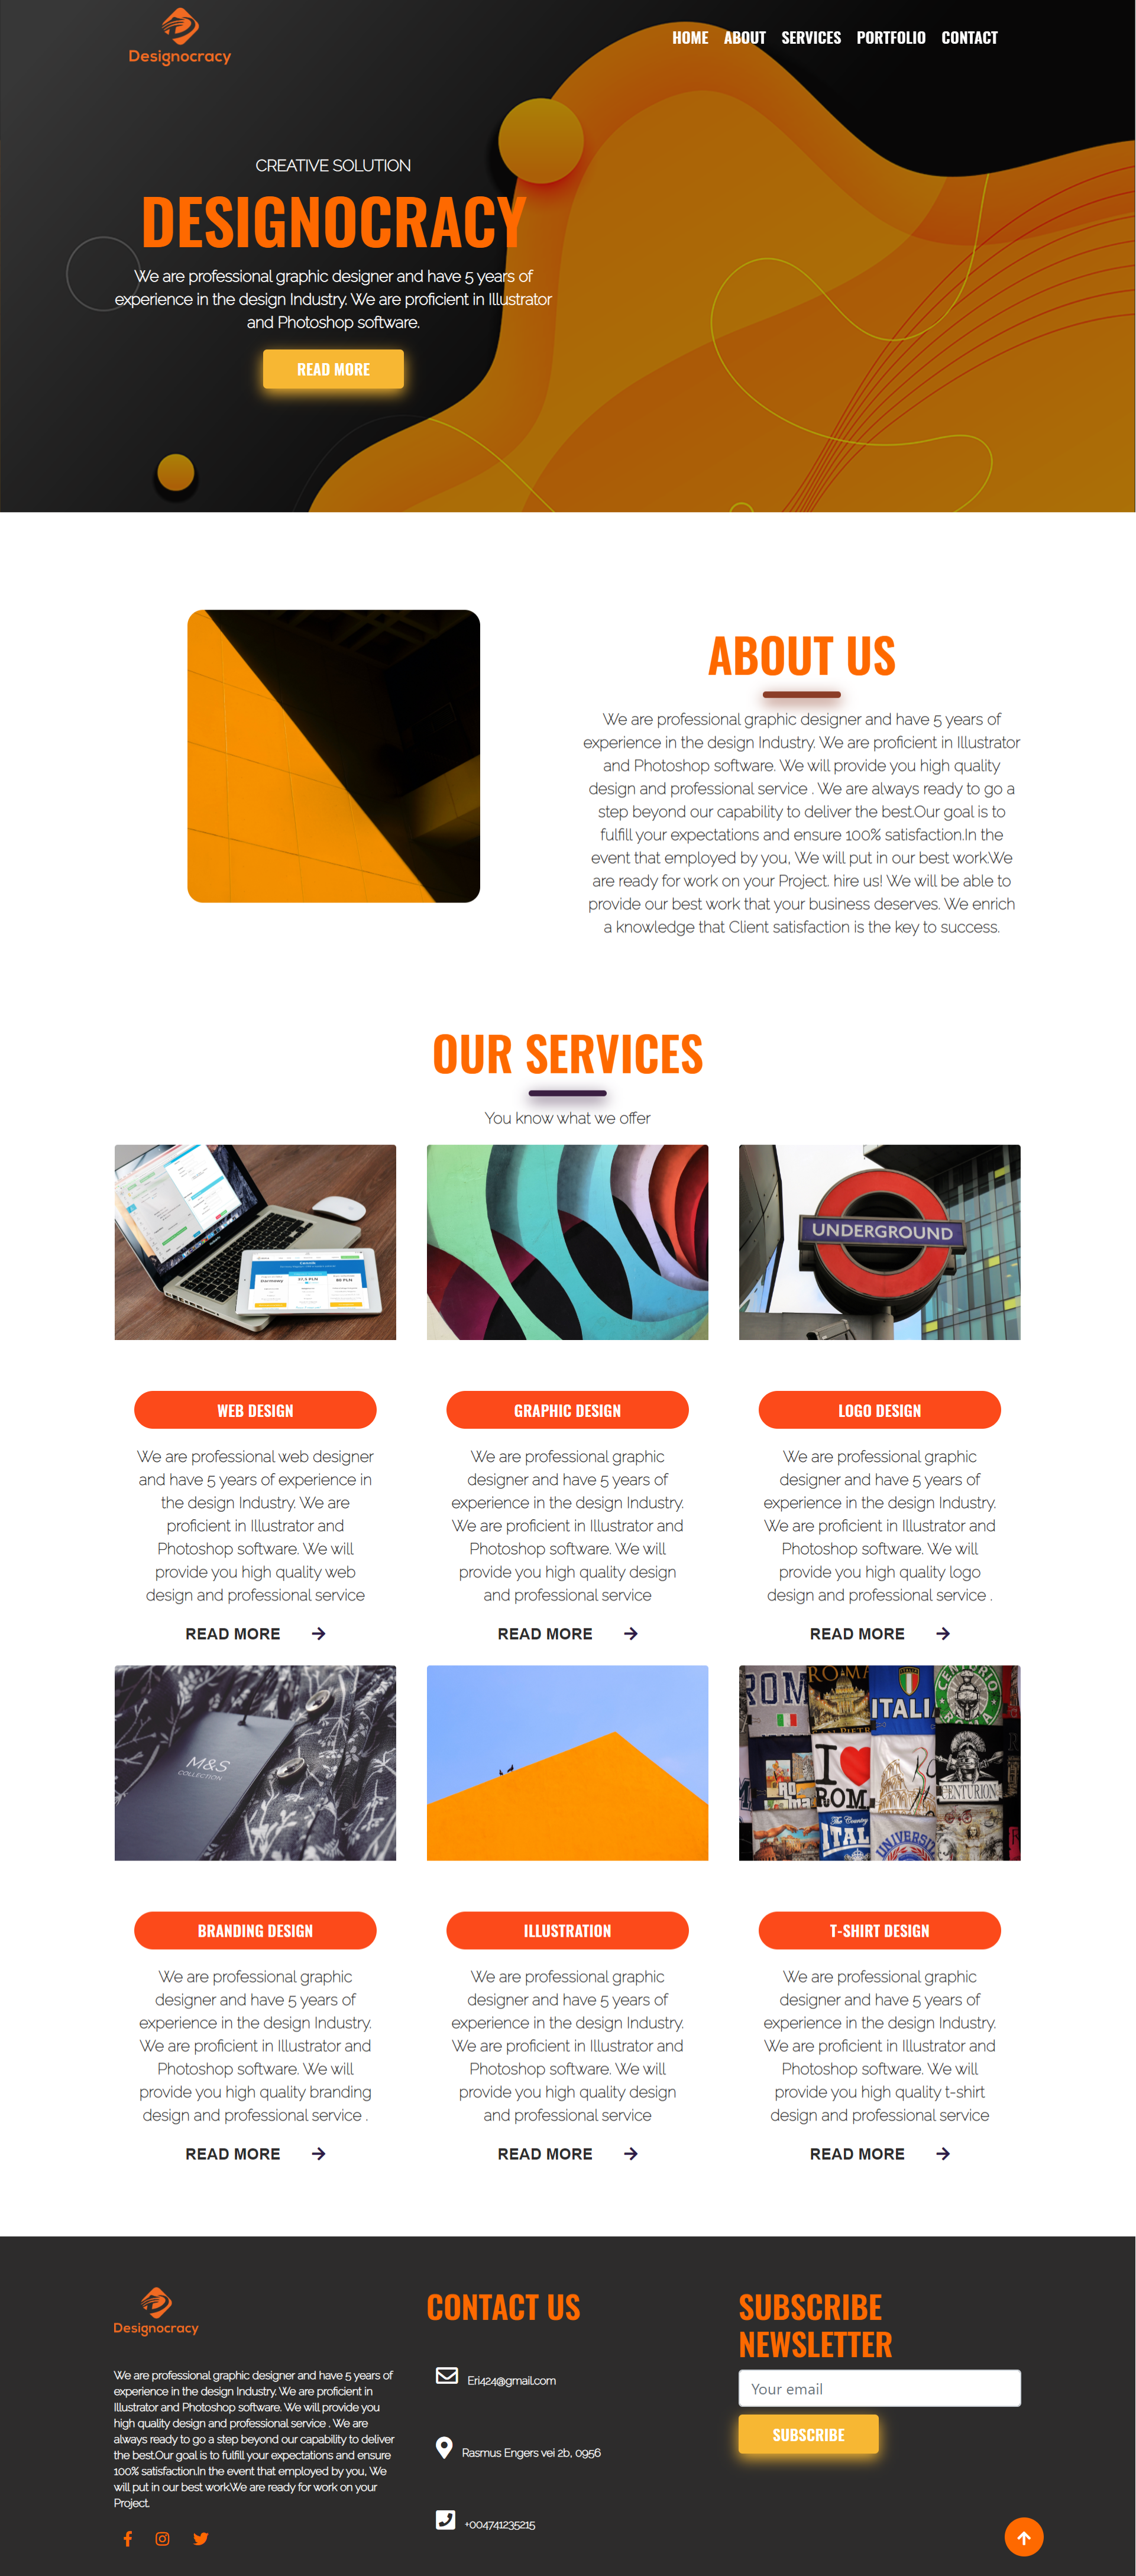 Designocracy
HOME ABOUT SERVICES PORTFOLIO CONTACT
CREATIVE SOLUTION
DESIGNOCRACY
We are professional graphic designer and have 5 years of
experience in the design Industry. We are proficient in Illustrator
and Photoshop software.
READ MORE
ABOUT US
We are professional graphic designer and have 5 years of
experience in the design Industry. We are proficient in Illustrator
and Photoshop software. We will provide you high quality
design and professional service . We are always ready to go a
step beyond our capability to deliver the best.Our goal is to
fulfill your expectations and ensure 100% satisfaction.In the
event that employed by you, We will put in our best work.We
are ready for work on your Project. hire us! We will be able to
provide our best work that your business deserves. We enrich
a knowledge that Client satisfaction is the key to success.
OUR SERVICES
You know what we offer
UNDERGROUND
WEB DESIGN
We are professional web designer
and have 5 years of experience in
the design Industry. We are
proficient in Illustrator and
Photoshop software. We will
provide you high quality web
design and professional service
READ MORE
GRAPHIC DESIGN
We are professional graphic
designer and have 5 years of
experience in the design Industry.
We are proficient in Illustrator and
Photoshop software. We will
provide you high quality design
and professional service
READ MORE
LOGO DESIGN
We are professional graphic
designer and have 5 years of
experience in the design Industry.
We are proficient in Illustrator and
Photoshop software. We will
provide you high quality logo
design and professional service .
READ MORE
M&S
COLLECTION
ROM
ROMA
ITALI
I
ROM
CENTURION
The Country
ITAL
UNIVERSI
BRANDING DESIGN
We are professional graphic
designer and have 5 years of
experience in the design Industry.
We are proficient in Illustrator and
Photoshop software. We will
provide you high quality branding
design and professional service .
READ MORE
ILLUSTRATION
We are professional graphic
designer and have 5 years of
experience in the design Industry.
We are proficient in Illustrator and
Photoshop software. We will
provide you high quality design
and professional service
READ MORE
T-SHIRT DESIGN
We are professional graphic
designer and have 5 years of
experience in the design Industry.
We are proficient in Illustrator and
Photoshop software. We will
provide you high quality t-shirt
design and professional service
READ MORE
Designocracy
We are professional graphic designer and have 5 years of
experience in the design Industry. We are proficient in
Illustrator and Photoshop software. We will provide you
high quality design and professional service . We are
always ready to go a step beyond our capability to deliver
the best.Our goal is to fulfill your expectations and ensure
100% satisfaction.In the event that employed by you, We
will put in our best work.We are ready for work on your
Project.
CONTACT US
Eri424@gmail.com
Rasmus Engers vei 2b, 0956
+004741235215
SUBSCRIBE
NEWSLETTER
Your email
SUBSCRIBE